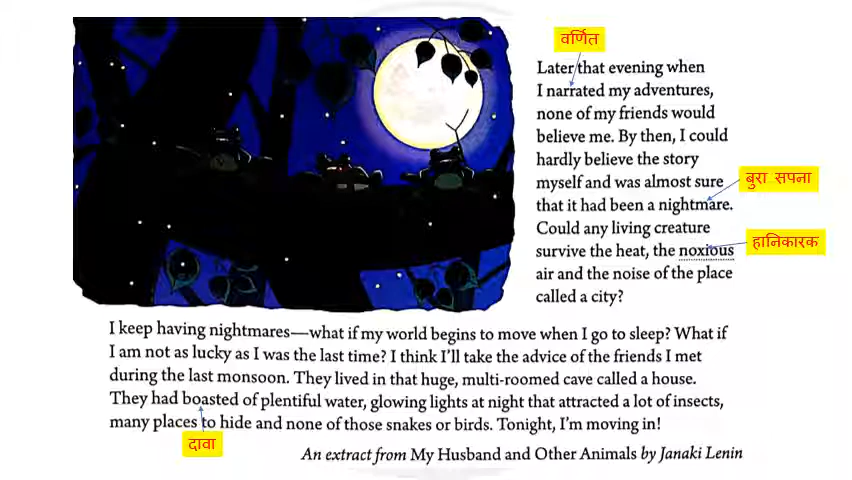 वर्णित
Later that evening when
I narrated my adventures,
none of my friends would
believe me. By then, I could
hardly believe the story
myself and was almost sure
बुरा सपना
that it had been a nightmare.
Could any living creature
survive the heat, the noxious
हानिकारक
air and the noise of the place
called a city?
I keep having nightmares—what if my world begins to move when I go to sleep? What if
I am not as lucky as I was the last time? I think I'll take the advice of the friends I met
during the last monsoon. They lived in that huge, multi-roomed cave called a house.
They had boasted of plentiful water, glowing lights at night that attracted a lot of insects,
many places to hide and none of those snakes or birds. Tonight, I'm moving in!
दावा
An extract from My Husband and Other Animals by Janaki Lenin